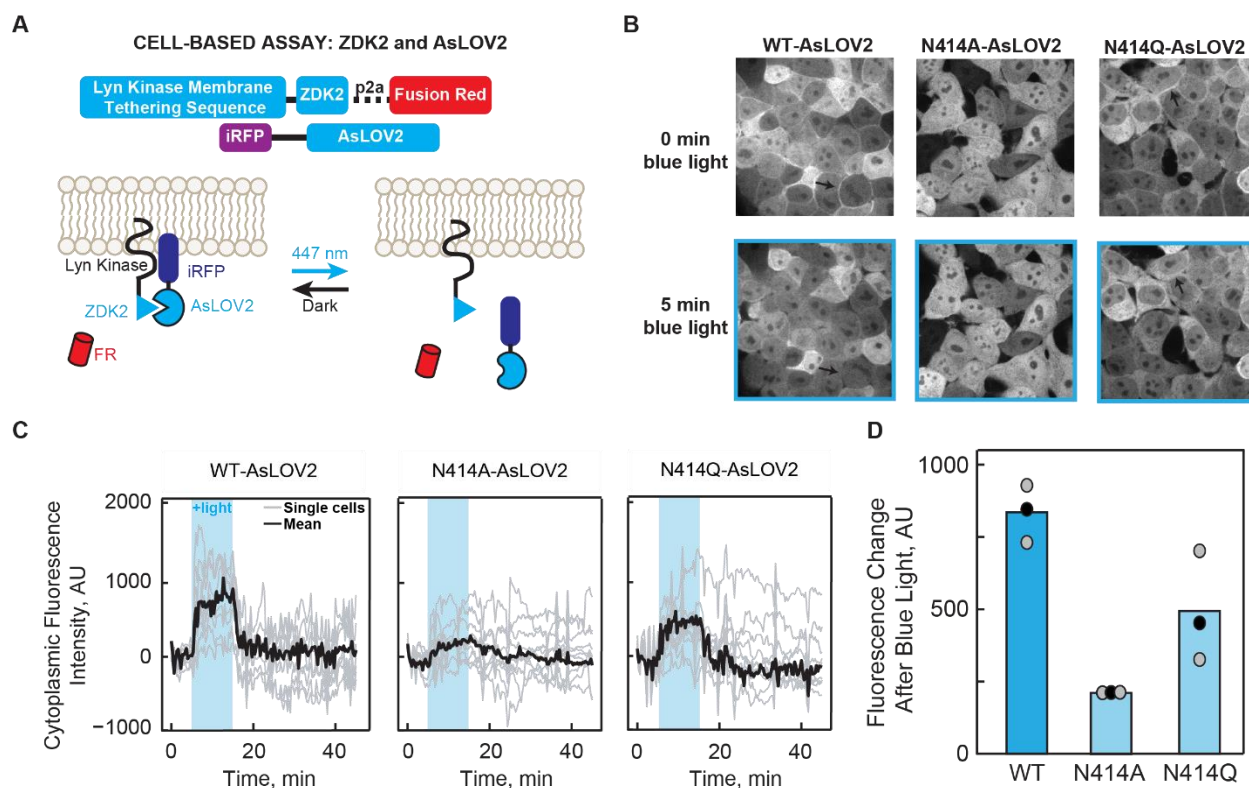 A
CELL-BASED ASSAY: ZDK2 and AsLOV2
Lyn Kinase Membrane
Tethering Sequence
ZDK2
p2a
Fusion Red
iRFP
AsLOV2
Lyn Kinase
iRFP
ZDK2
AsLOV2
FR
447 nm
Dark
B
WT-AsLOV2
N414A-AsLOV2
N414Q-AsLOV2
0 min
blue light
5 min
blue light
C
WT-AsLOV2
N414A-AsLOV2
N414Q-AsLOV2
Cytoplasmic Fluorescence
Intensity, AU
2000
1000
0
−1000
+light
Single cells
Mean
0
20
40
0
20
40
0
20
40
Time, min
Time, min
Time, min
D
Fluorescence Change
After Blue Light, AU
1000
500
0
WT
N414A
N414Q